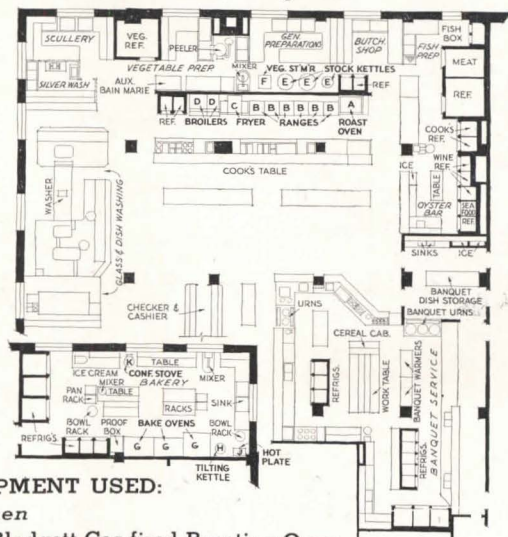 SCULLERY
VEG.
REF.
PEELER
GEN.
PREPARATION
BUTCH.
SHOP
FISH
BOX
FISH
PREP
MEAT
REF.
SILVER WASH
VEGETABLE PREP
MIXER
AUX.
BAIN MARIE
VEG. ST'M'R
STOCK KETTLES
F E E E
REF
REF.
D D C B B B B B B A
BROILERS
FRYER
RANGES
ROAST
OVEN
COOKS TABLE
COOKS
REF.
WINE
REF.
ICE
TABLE
OYSTER
BAR
SEA
FOOD
REF
WASHER
GLASS & DISH WASHING
SINKS
ICE
BANQUET
DISH STORAGE
BANQUET URNS
CHECKER &
CASHIER
URNS
CEREAL CAB.
REFRIGS.
WORK TABLE
BANQUET WARMERS
BANQUET SERVICE
REFRIGS.
ICE CREAM
K
CONF. STOVE
TABLE
MIXER
MIXER
BAKERY
PAN
RACK
TABLE
RACKS
SINK
BOWL
RACK
PROOF
BOX
BAKE OVENS
BOWL
RACK
REFRIG'S.
G G G
H
J
HOT
PLATE
TILTING
KETTLE
PMENT USED:
en